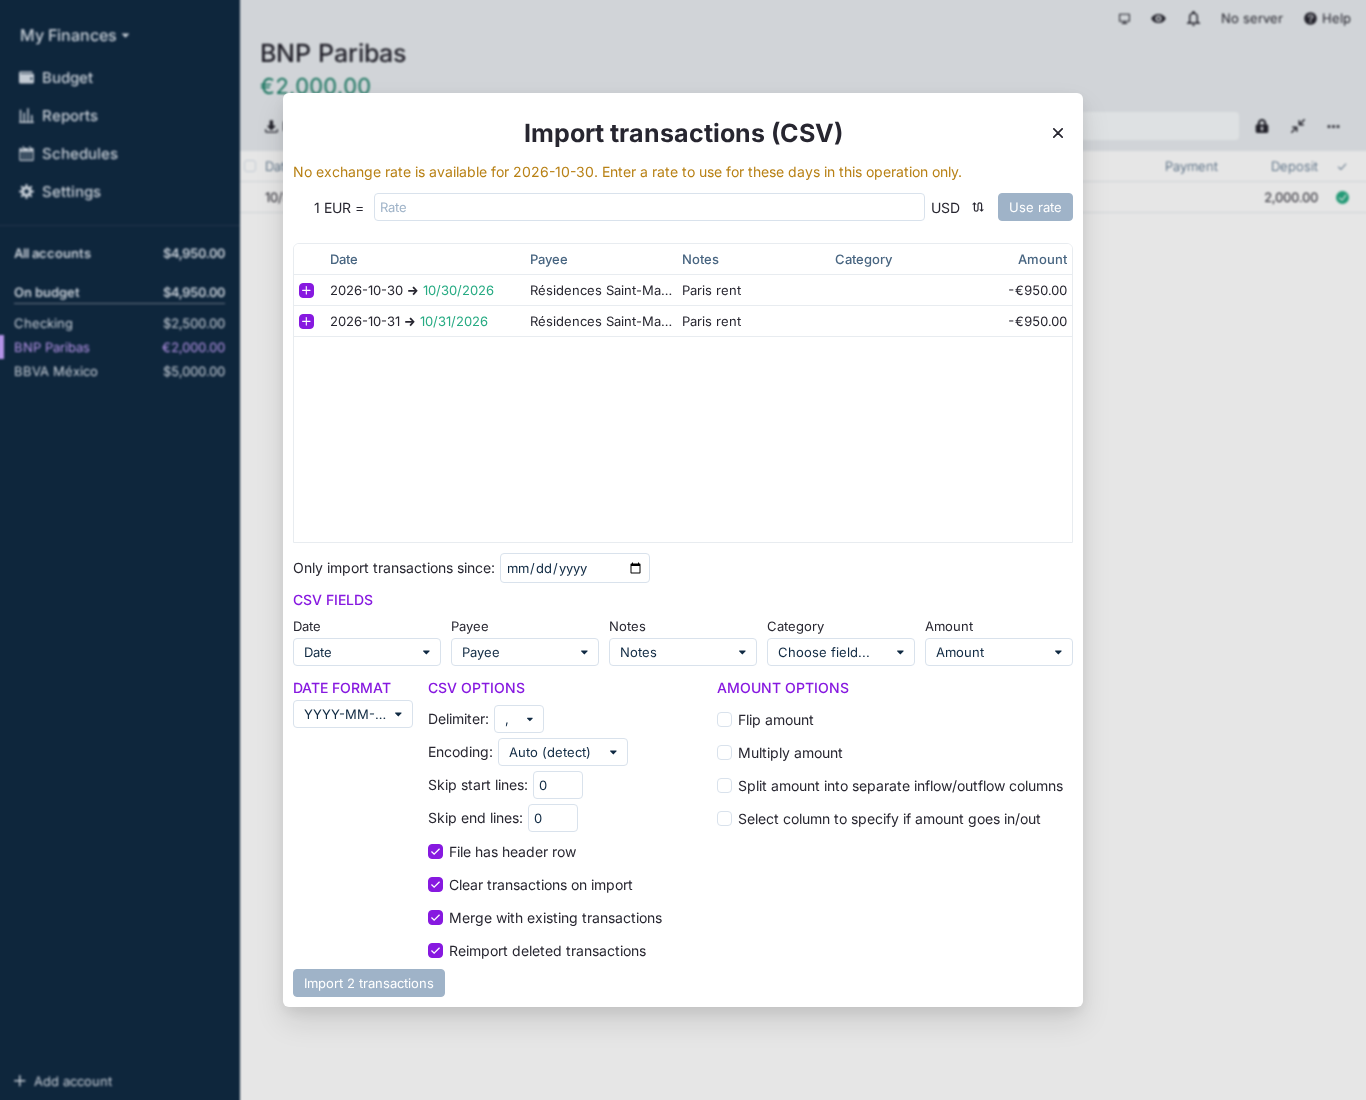 My Finances
Budget
Reports
Schedules
Settings
All accounts $4,950.00
On budget $4,950.00
Checking $2,500.00
BNP Paribas €2,000.00
BBVA México $5,000.00
Add account
No server
Help
BNP Paribas
€2,000.00
Payment Deposit
2,000.00
Import transactions (CSV)
No exchange rate is available for 2026-10-30. Enter a rate to use for these days in this operation only.
1 EUR = Rate USD Use rate
Date Payee Notes Category Amount
2026-10-30 → 10/30/2026 Résidences Saint-Ma... Paris rent -€950.00
2026-10-31 → 10/31/2026 Résidences Saint-Ma... Paris rent -€950.00
Only import transactions since: mm/dd/yyyy
CSV FIELDS
Date Payee Notes Category Amount
Date Payee Notes Choose field... Amount
DATE FORMAT
YYYY-MM-...
CSV OPTIONS
Delimiter: ,
Encoding: Auto (detect)
Skip start lines: 0
Skip end lines: 0
File has header row
Clear transactions on import
Merge with existing transactions
Reimport deleted transactions
AMOUNT OPTIONS
Flip amount
Multiply amount
Split amount into separate inflow/outflow columns
Select column to specify if amount goes in/out
Import 2 transactions